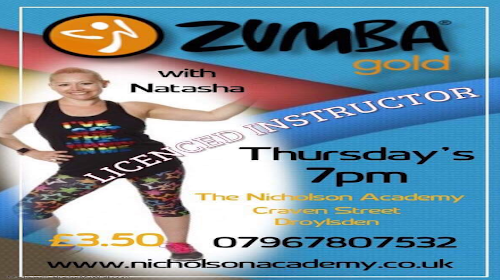 ZUMBA®
gold
with
Natasha
LICENCED INSTRUCTOR
Thursday's
7pm
The Nicholson Academy
Craven Street
Droylsden
£3.50
07967807532
www.nicholsonacademy.co.uk